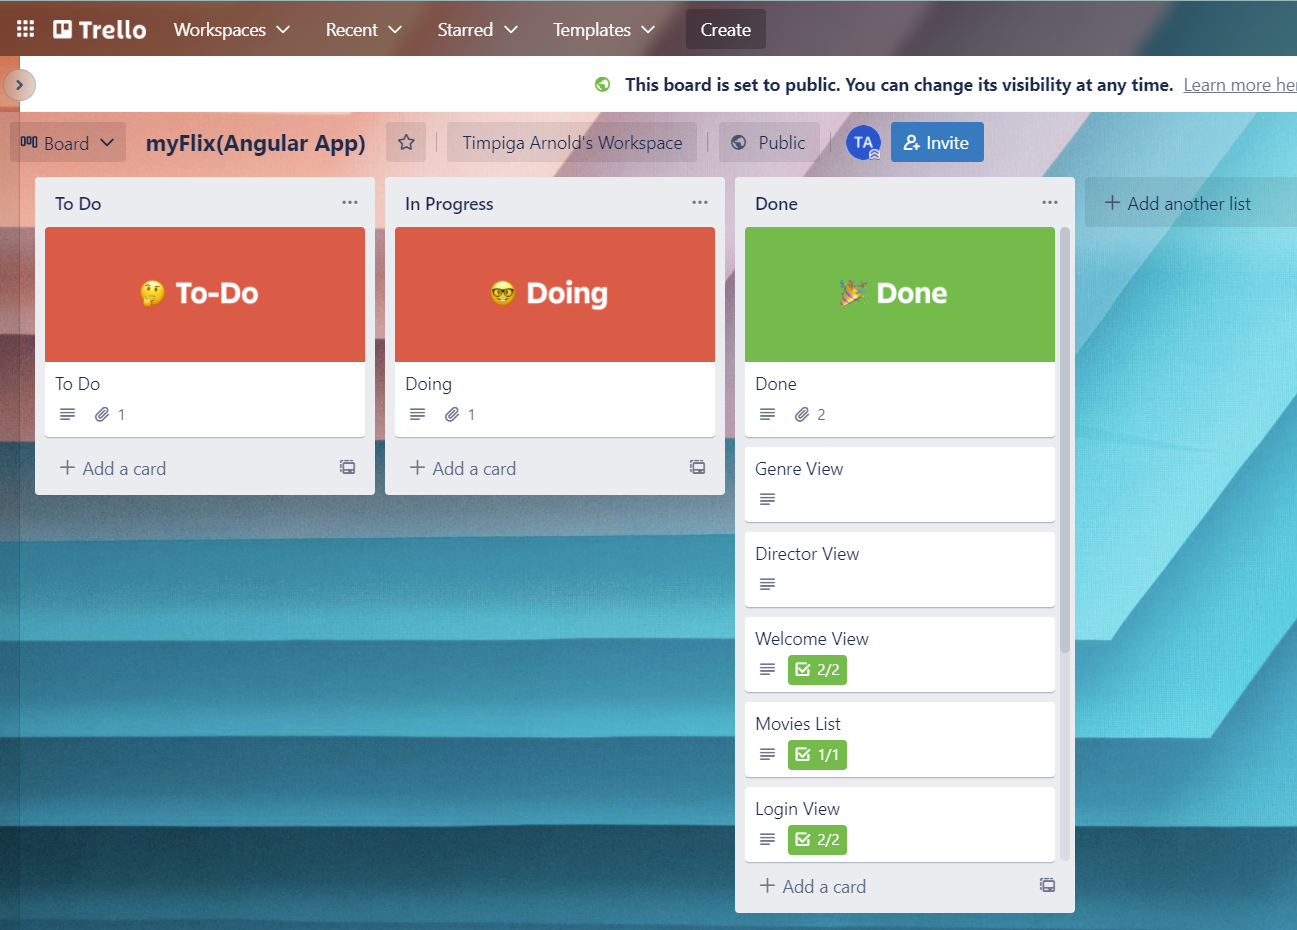 Trello Workspaces Recent Starred Templates Create
This board is set to public. You can change its visibility at any time. Learn more her
Board myFlix(Angular App) Timpiga Arnold's Workspace Public TA Invite
To Do
To-Do
To Do
1
Add a card
In Progress
Doing
Doing
1
Add a card
Done
Done
Done
2
Genre View
Director View
Welcome View
2/2
Movies List
1/1
Login View
2/2
Add a card
Add another list